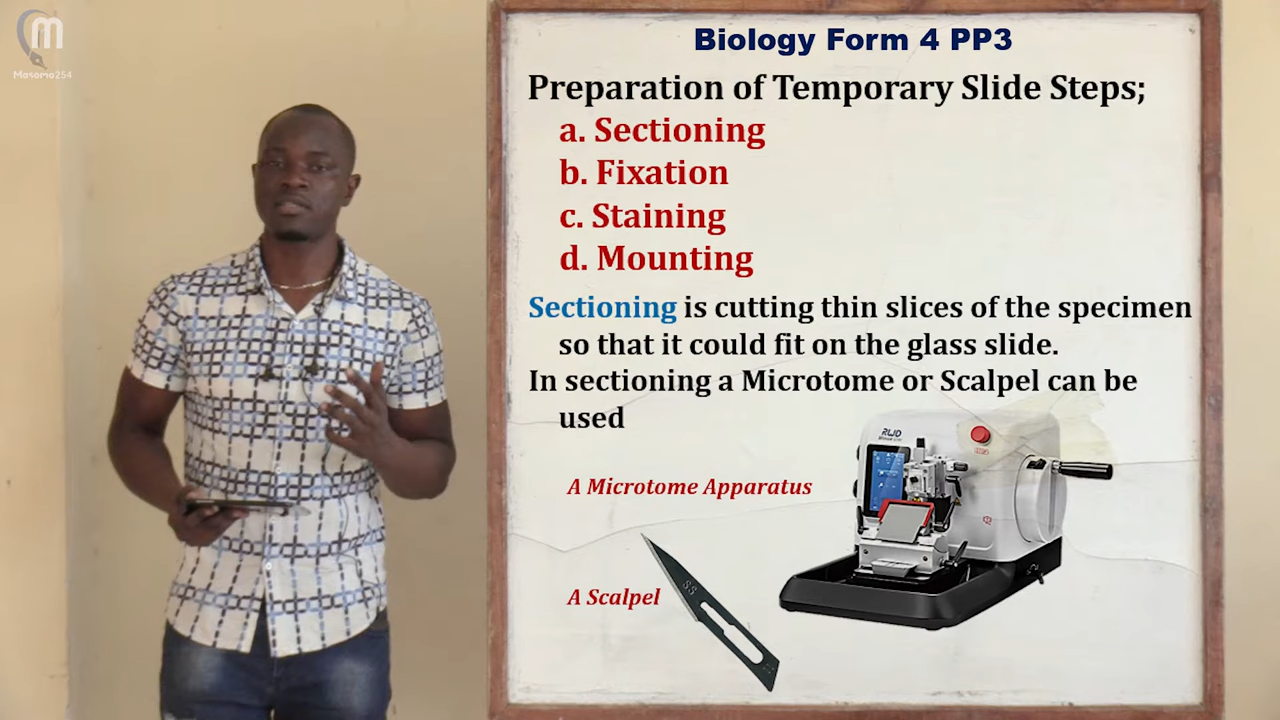 Masomo254
Biology Form 4 PP3
Preparation of Temporary Slide Steps;
a. Sectioning
b. Fixation
c. Staining
d. Mounting
Sectioning is cutting thin slices of the specimen
so that it could fit on the glass slide.
In sectioning a Microtome or Scalpel can be
used
RWD
A Microtome Apparatus
SS
A Scalpel